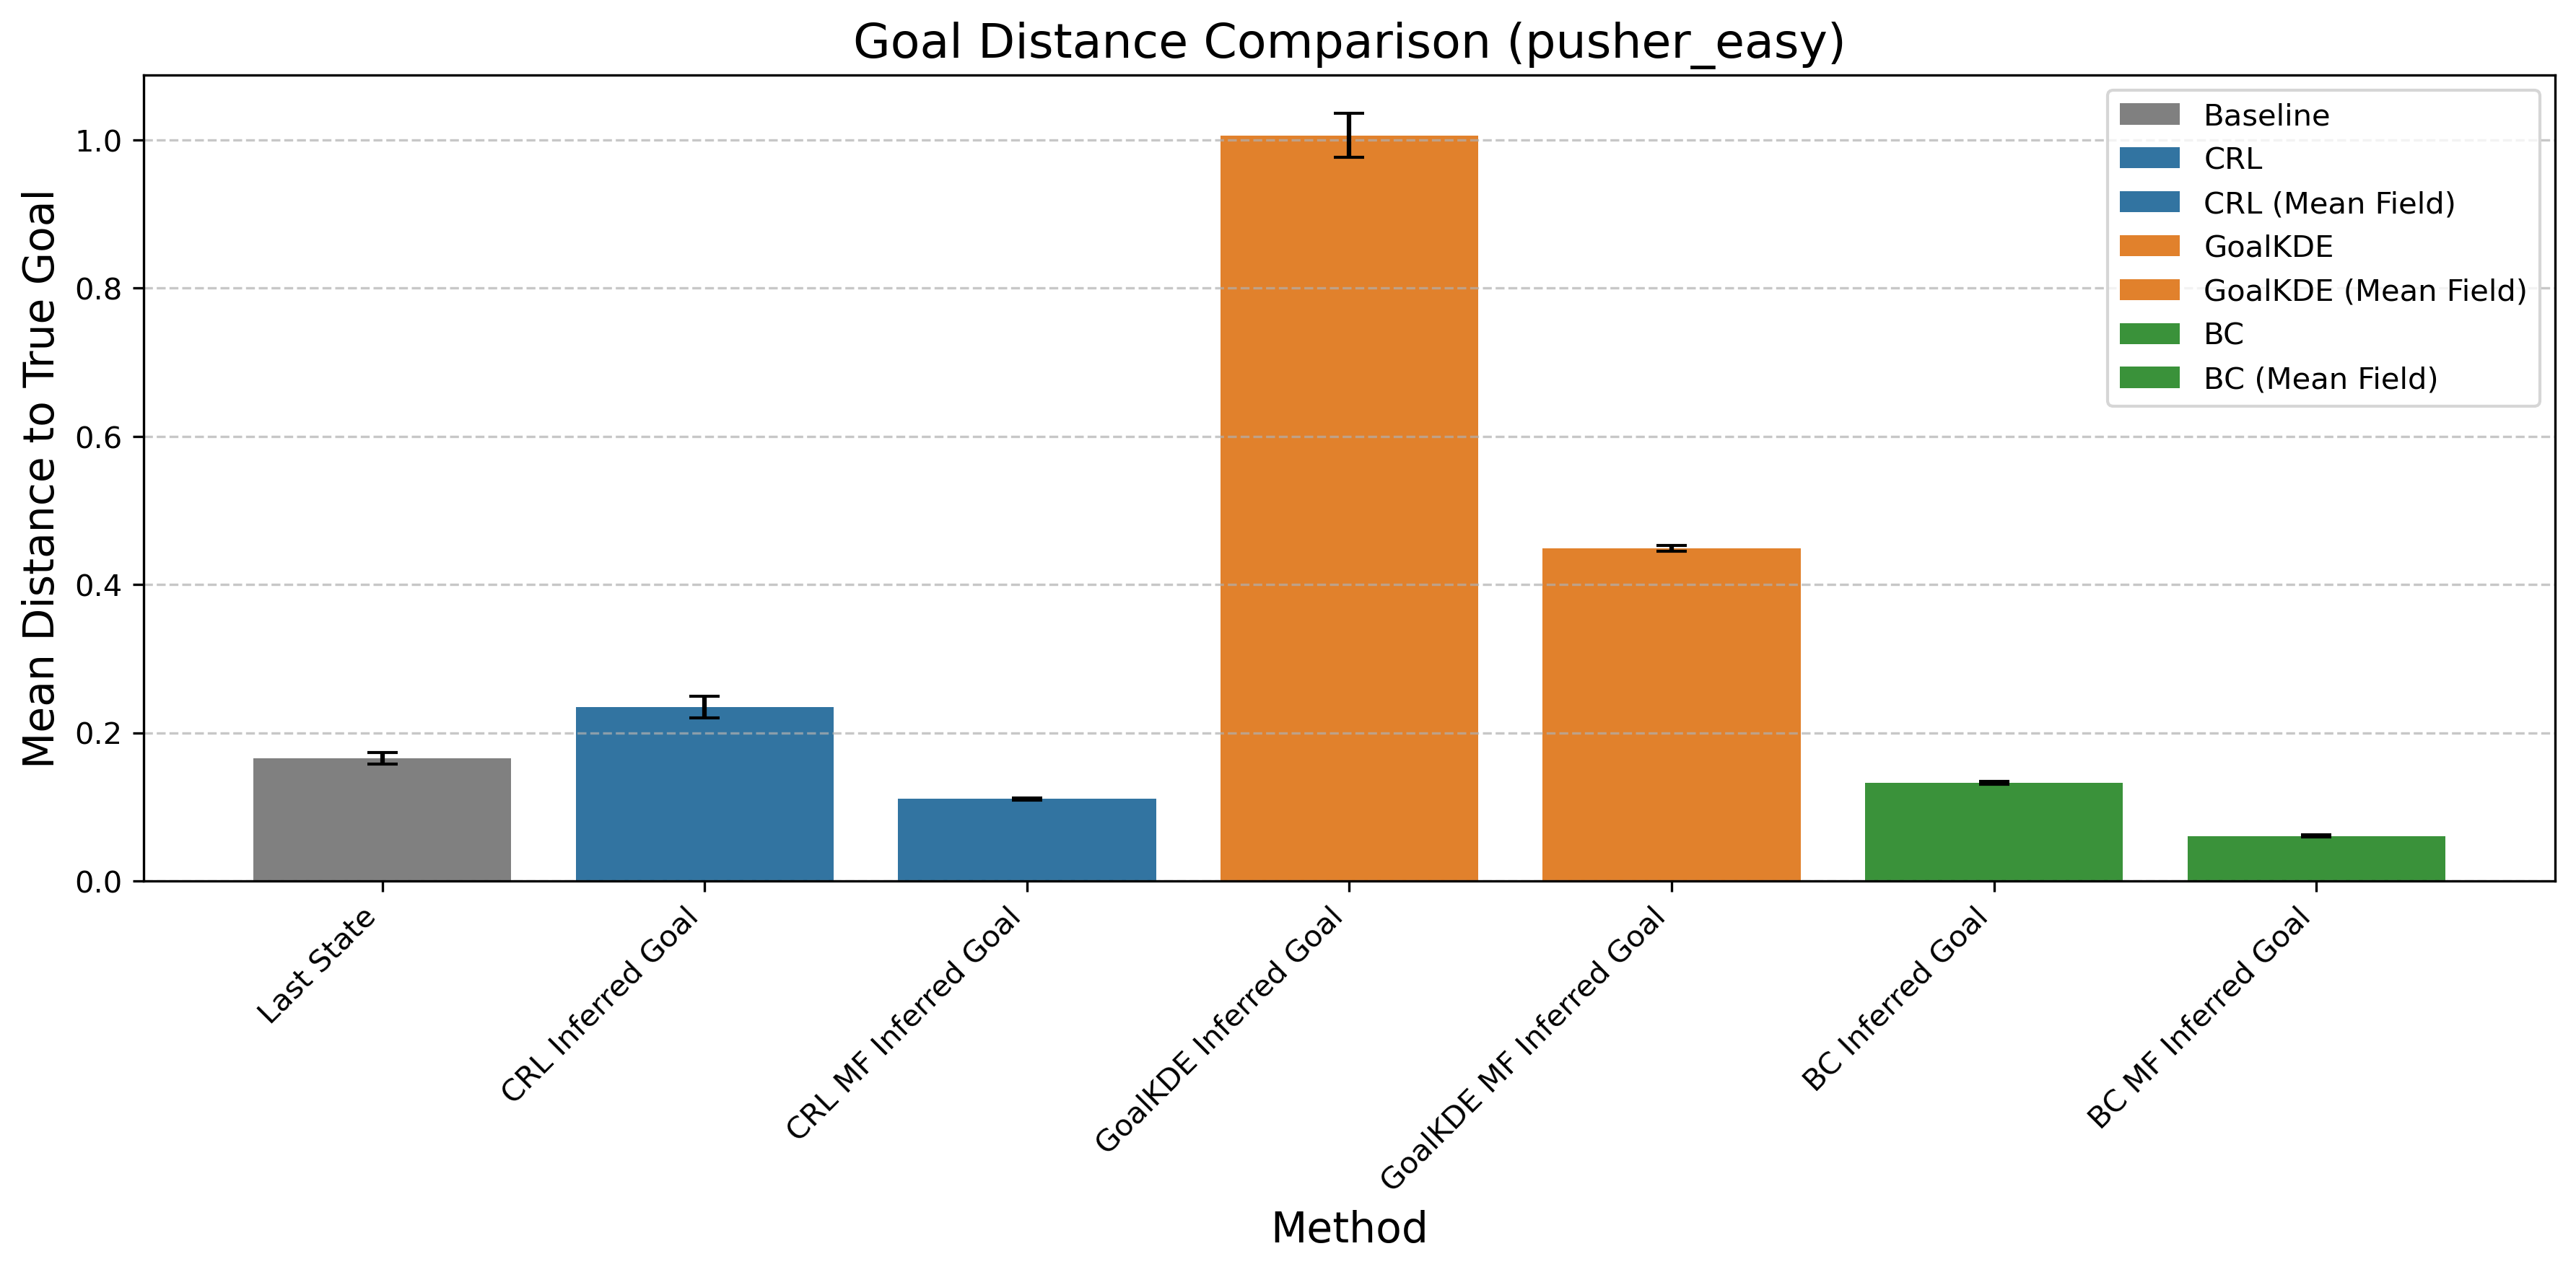 Goal Distance Comparison (pusher_easy)
Mean Distance to True Goal
1.0
0.8
0.6
0.4
0.2
0.0
Baseline
CRL
CRL (Mean Field)
GoalKDE
GoalKDE (Mean Field)
BC
BC (Mean Field)
Last State
CRL Inferred Goal
CRL MF Inferred Goal
GoalKDE Inferred Goal
GoalKDE MF Inferred Goal
BC Inferred Goal
BC MF Inferred Goal
Method